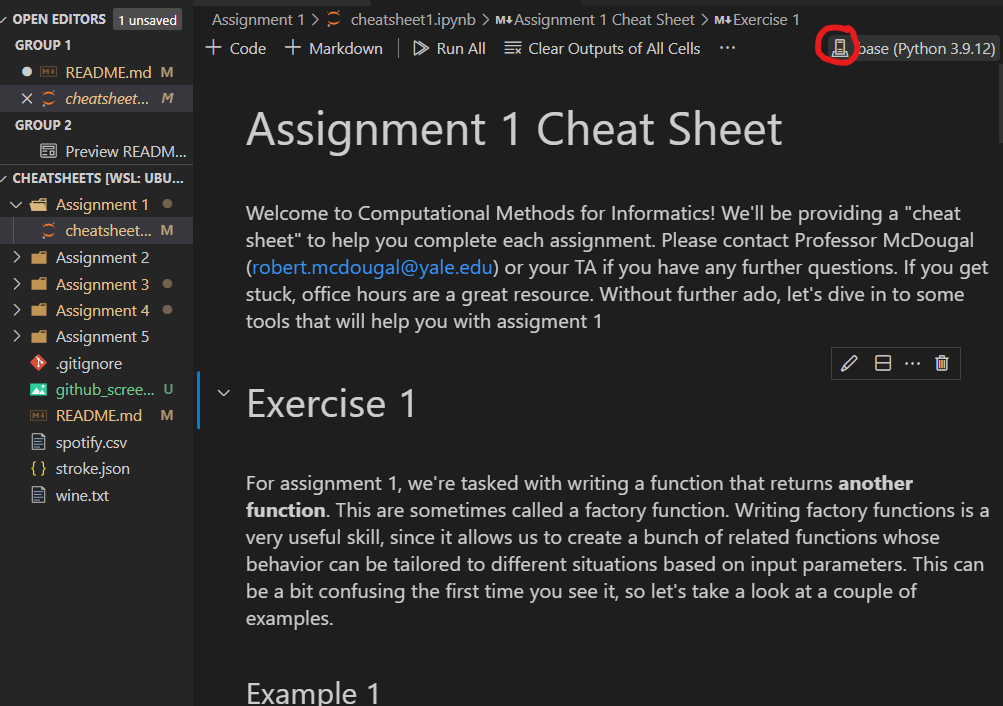 OPEN EDITORS 1 unsaved
GROUP 1
README.md M
cheatsheet... M
GROUP 2
Preview READM...
CHEATSHEETS [WSL: UBU...
Assignment 1
cheatsheet... M
Assignment 2
Assignment 3
Assignment 4
Assignment 5
.gitignore
github_scree... U
README.md M
spotify.csv
stroke.json
wine.txt
Assignment 1 > cheatsheet1.ipynb > M↓Assignment 1 Cheat Sheet > M↓Exercise 1
+ Code + Markdown Run All Clear Outputs of All Cells ... base (Python 3.9.12)
Assignment 1 Cheat Sheet
Welcome to Computational Methods for Informatics! We'll be providing a "cheat
sheet" to help you complete each assignment. Please contact Professor McDougal
(robert.mcdougal@yale.edu) or your TA if you have any further questions. If you get
stuck, office hours are a great resource. Without further ado, let's dive in to some
tools that will help you with assigment 1
Exercise 1
For assignment 1, we're tasked with writing a function that returns another
function. This are sometimes called a factory function. Writing factory functions is a
very useful skill, since it allows us to create a bunch of related functions whose
behavior can be tailored to different situations based on input parameters. This can
be a bit confusing the first time you see it, so let's take a look at a couple of
examples.
Example 1